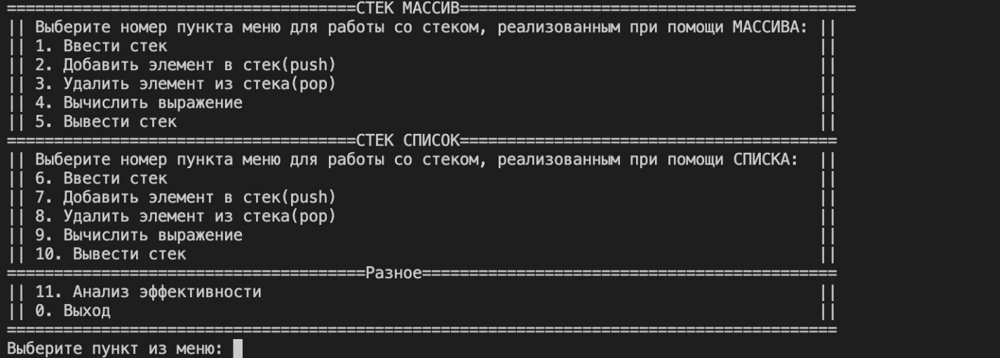 =====================================СТЕК МАССИВ==========================================
|| Выберите номер пункта меню для работы со стеком, реализованным при помощи МАССИВА: ||
|| 1. Ввести стек                                                                     ||
|| 2. Добавить элемент в стек(push)                                                   ||
|| 3. Удалить элемент из стека(pop)                                                   ||
|| 4. Вычислить выражение                                                             ||
|| 5. Вывести стек                                                                    ||
=====================================СТЕК СПИСОК========================================
|| Выберите номер пункта меню для работы со стеком, реализованным при помощи СПИСКА:  ||
|| 6. Ввести стек                                                                     ||
|| 7. Добавить элемент в стек(push)                                                   ||
|| 8. Удалить элемент из стека(pop)                                                   ||
|| 9. Вычислить выражение                                                             ||
|| 10. Вывести стек                                                                   ||
======================================Разное============================================
|| 11. Анализ эффективности                                                           ||
|| 0. Выход                                                                           ||
========================================================================================
Выберите пункт из меню: